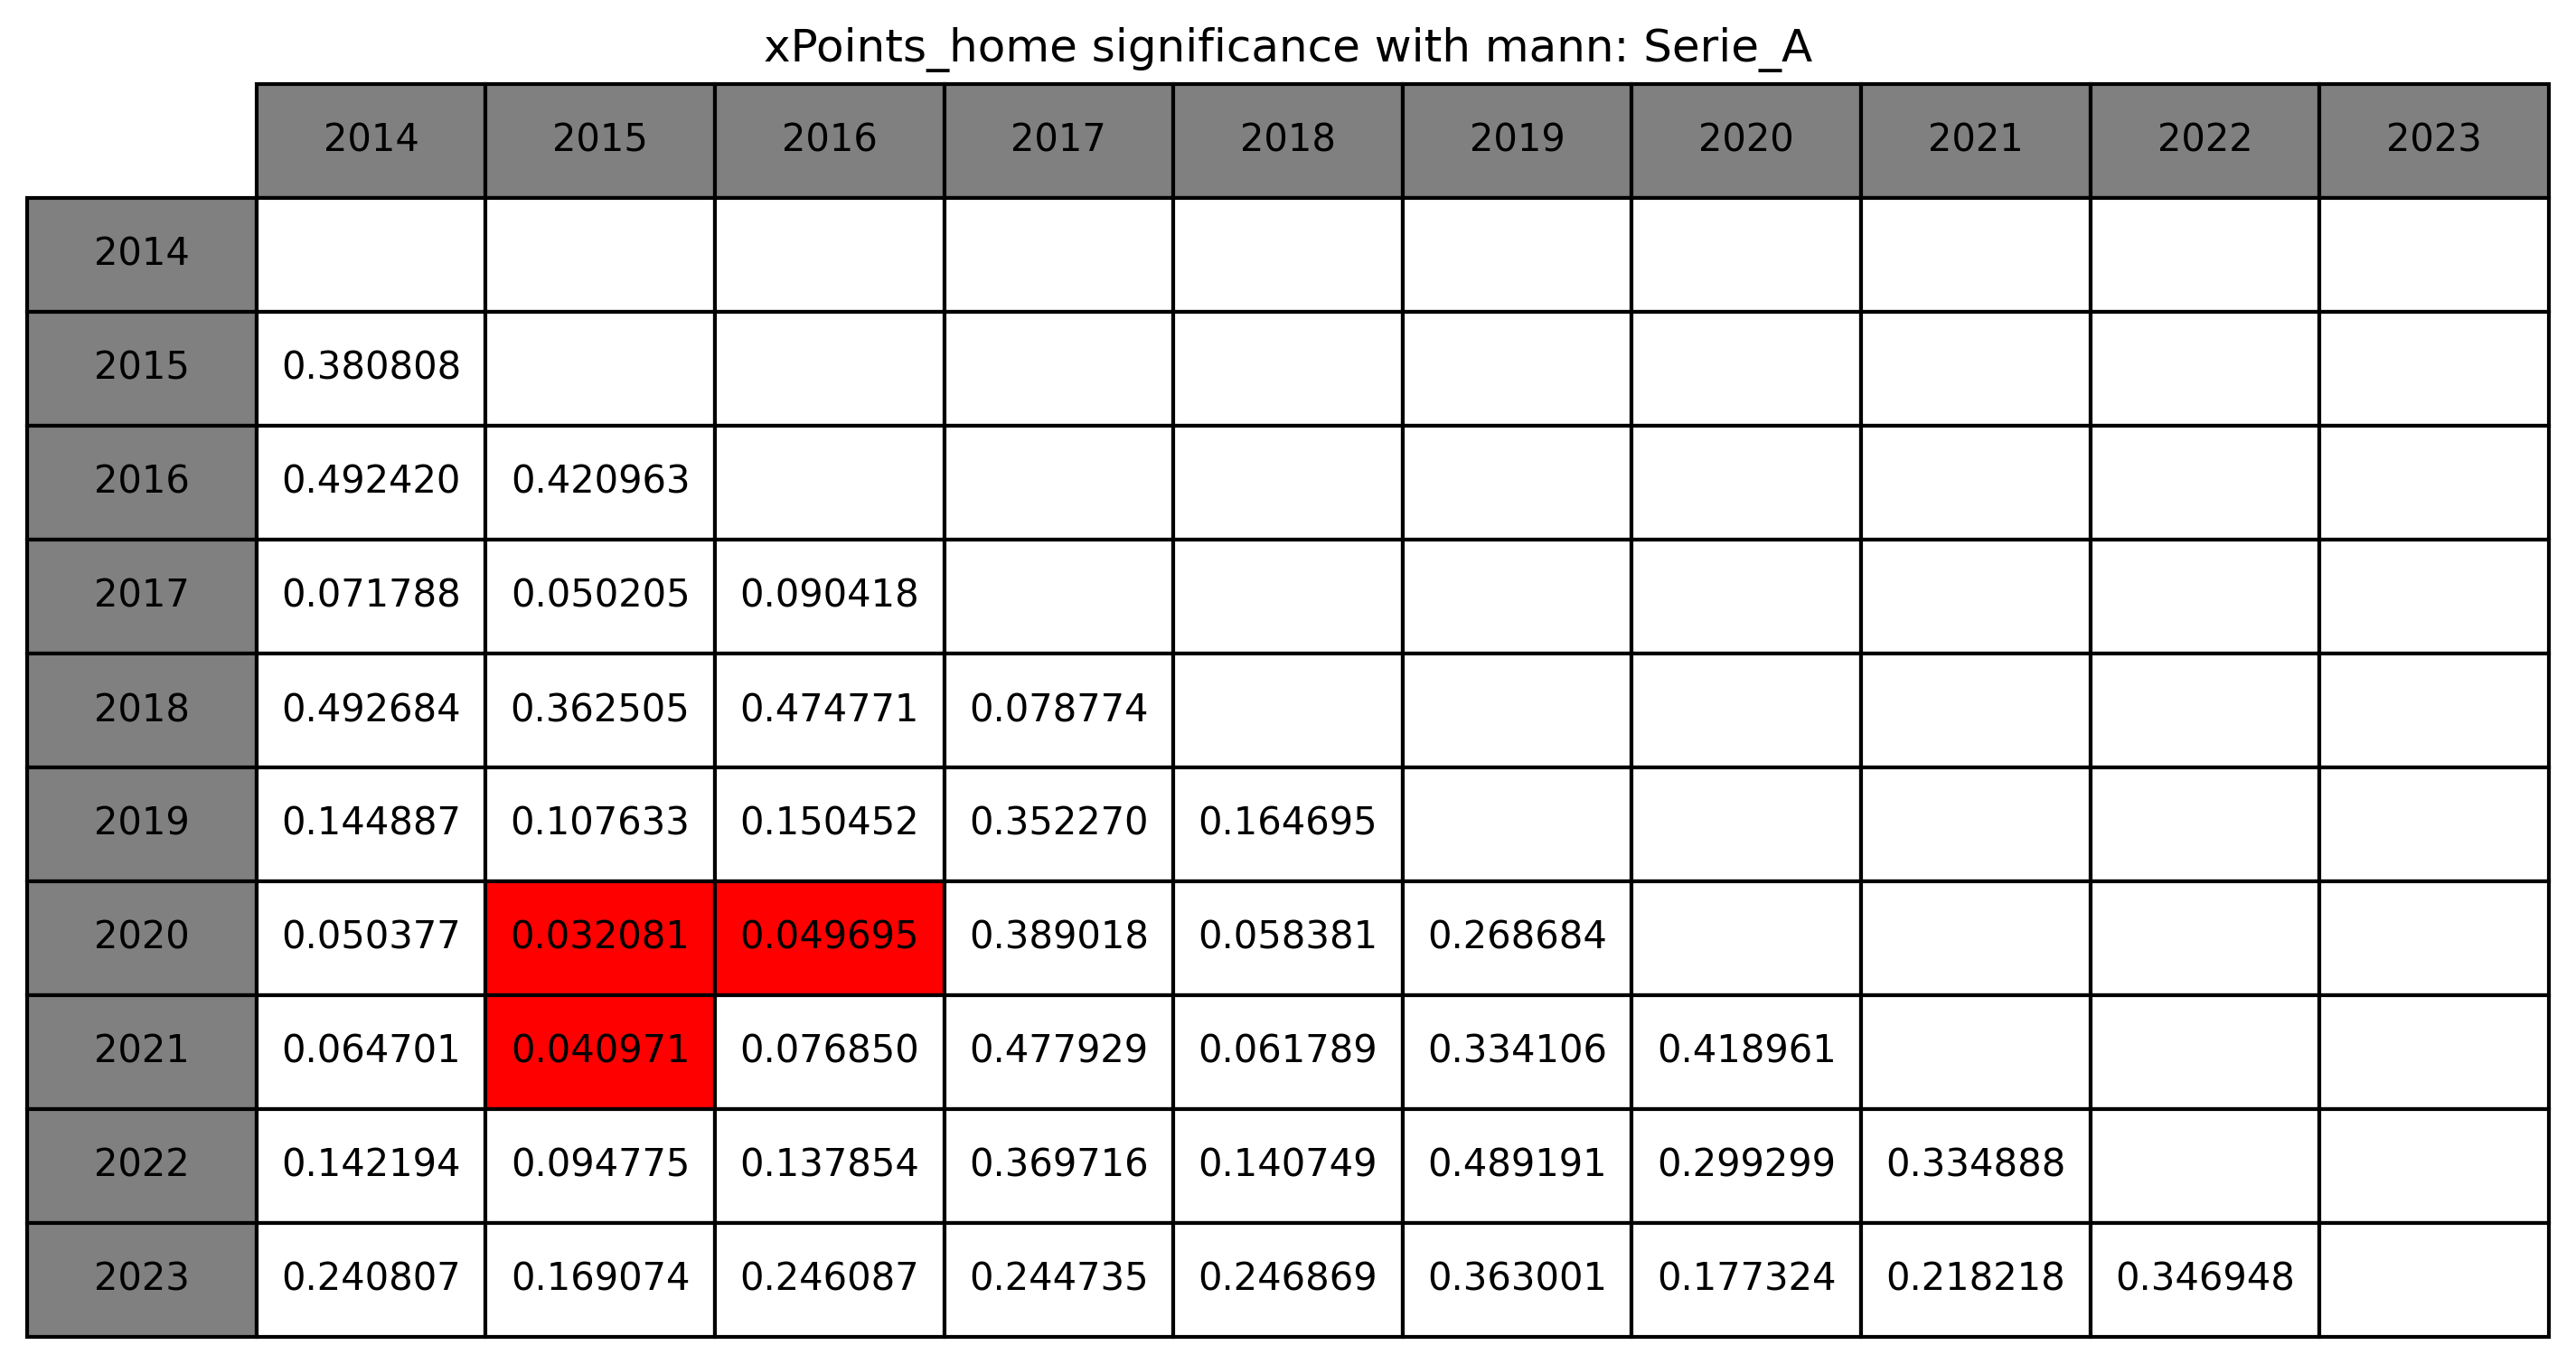 xPoints_home significance with mann: Serie_A
2014 2015 2016 2017 2018 2019 2020 2021 2022 2023
2014
2015 0.380808
2016 0.492420 0.420963
2017 0.071788 0.050205 0.090418
2018 0.492684 0.362505 0.474771 0.078774
2019 0.144887 0.107633 0.150452 0.352270 0.164695
2020 0.050377 0.032081 0.049695 0.389018 0.058381 0.268684
2021 0.064701 0.040971 0.076850 0.477929 0.061789 0.334106 0.418961
2022 0.142194 0.094775 0.137854 0.369716 0.140749 0.489191 0.299299 0.334888
2023 0.240807 0.169074 0.246087 0.244735 0.246869 0.363001 0.177324 0.218218 0.346948